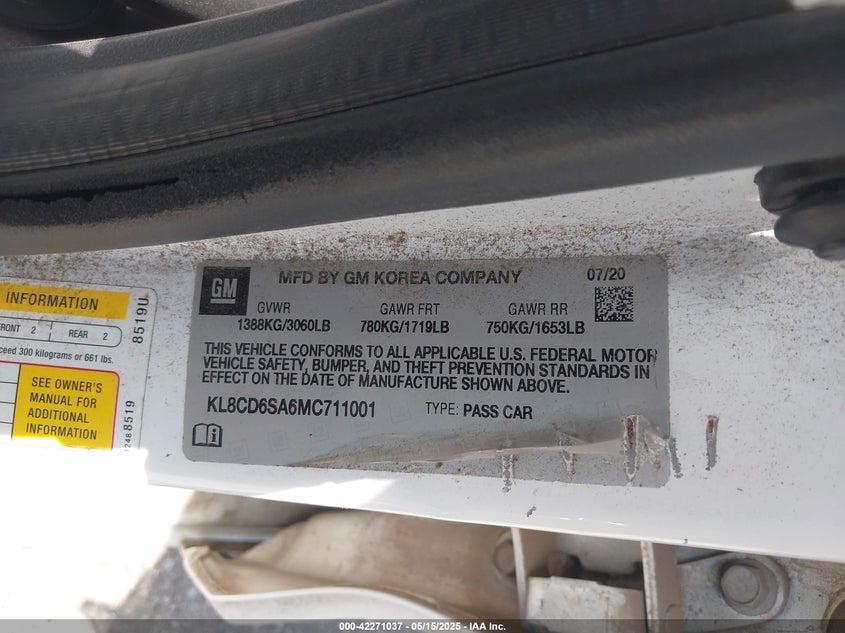 MFD BY GM KOREA COMPANY 07/20
GM
GVWR GAWR FRT GAWR RR
1388KG/3060LB 780KG/1719LB 750KG/1653LB
THIS VEHICLE CONFORMS TO ALL APPLICABLE U.S. FEDERAL MOTOR
VEHICLE SAFETY, BUMPER, AND THEFT PREVENTION STANDARDS IN
EFFECT ON THE DATE OF MANUFACTURE SHOWN ABOVE.
KL8CD6SA6MC711001 TYPE: PASS CAR
INFORMATION
FRONT 2 REAR 2
ceed 300 kilograms or 661 lbs.
SEE OWNER'S
MANUAL FOR
ADDITIONAL
INFORMATION
8519U
2488519
000-42271037 - 05/15/2025 - IAA Inc.